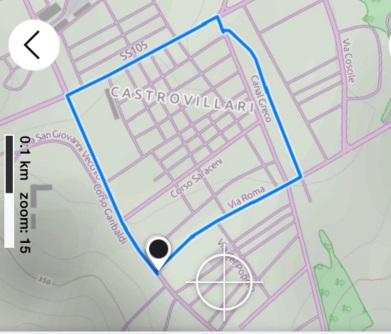 SS105
Via Coscile
CASTROVILLARI
Canal Greco
San Giovanni Vecchio
Corso Saraceni
Via Roma
Corso Garibaldi
0.1 km zoom: 15